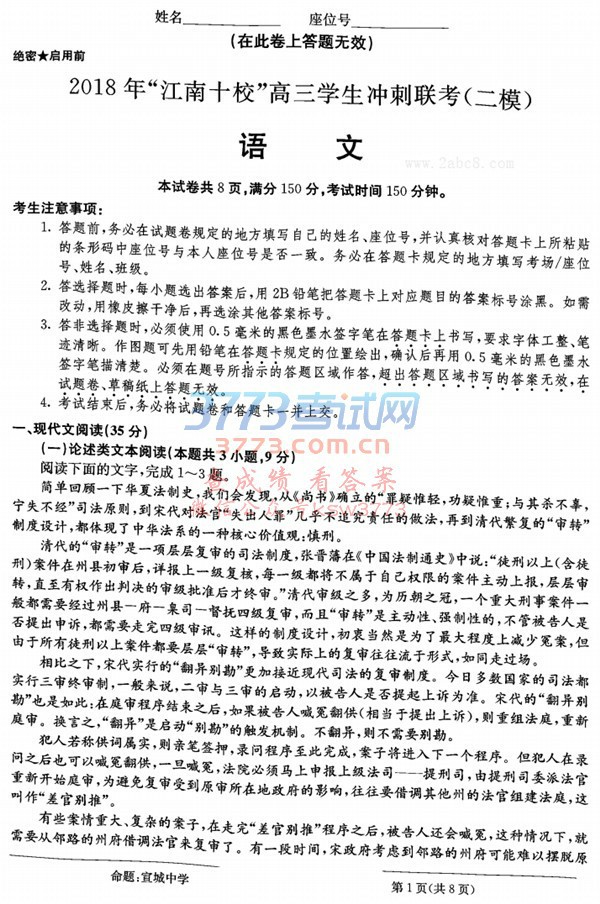 姓名 座位号
(在此卷上答题无效)
绝密★启用前
2018年“江南十校”高三学生冲刺联考(二模)
语 文
www.2abc8.com
本试卷共8页,满分150分,考试时间150分钟。
考生注意事项:
1. 答题前,务必在试题卷规定的地方填写自己的姓名、座位号,并认真核对答题卡上所粘贴
的条形码中座位号与本人座位号是否一致。务必在答题卡规定的地方填写考场/座位
号、姓名、班级。
2. 答选择题时,每小题选出答案后,用2B铅笔把答题卡上对应题目的答案标号涂黑。如需
改动,用橡皮擦干净后,再选涂其他答案标号。
3. 答非选择题时,必须使用0.5毫米的黑色墨水签字笔在答题卡上书写,要求字体工整、笔
迹清晰。作图题可先用铅笔在答题卡规定的位置绘出,确认后再用0.5毫米的黑色墨水
签字笔描清楚。必须在题号所指示的答题区域作答,超出答题区域书写的答案无效,在
试题卷、草稿纸上答题无效。
4. 考试结束后,务必将试题卷和答题卡一并上交。
3773考试网
3773.com.cn
查成绩 看答案
一、现代文阅读(35分)
(一)论述类文本阅读(本题共3小题,9分)
阅读下面的文字,完成1~3题。
简单回顾一下华夏法制史,我们会发现,从《尚书》确立的“罪疑惟轻,功疑惟重;与其杀不辜,
宁失不经”司法原则,到宋代对法官“失出人罪”几乎不追究责任的做法,再到清代繁复的“审转”
制度设计,都体现了中华法系的一种核心价值观:慎刑。
清代的“审转”是一项层层复审的司法制度,张晋藩在《中国法制通史》中说:“徒刑以上(含徒
刑)案件在州县初审后,详报上一级复核,每一级都将不属于自己权限的案件主动上报,层层审
转,直至有权作出判决的审级批准后才终审。”清代审级之多,为历朝之冠,一个重大刑事案件一
般都需要经过州县—府—臬司—督抚四级复审,而且“审转”是主动性、强制性的,不管被告人是
否提出申诉,都需要走完四级审讯。这样的制度设计,初衷当然是为了最大程度上减少冤案,但
由于所有徒刑以上案件都要层层“审转”,导致实际上的复审往往流于形式,如同走过场。
相比之下,宋代实行的“翻异别勘”更加接近现代司法的复审制度。今日多数国家的司法都
实行三审终审制,一般来说,二审与三审的启动,以被告人是否提起上诉为准。宋代的“翻异别
勘”也是如此:在庭审程序结束之后,如果被告人喊冤翻供(相当于提出上诉),则重组法庭,重新
庭审。换言之,“翻异”是启动“别勘”的触发机制。不翻异,则不需要别勘。
犯人若称供词属实,则亲笔签押,录问程序至此完成,案子将进入下一个程序。但犯人在录
问之后也可以喊冤翻供,一旦喊冤,法院必须马上申报上级法司——提刑司,由提刑司委派法官
重新开始庭审,为避免复审受到原审所在地政府的影响,往往要借调其他州的法官组建法庭,这
叫作“差官别推”。
有些案情重大、复杂的案子,在走完“差官别推”程序之后,被告人还会喊冤,这种情况下,就
需要从邻路的州府借调法官来复审了。有一段时间,宋政府考虑到邻路的州府可能难以摆脱原
命题:宜城中学
第1页(共8页)